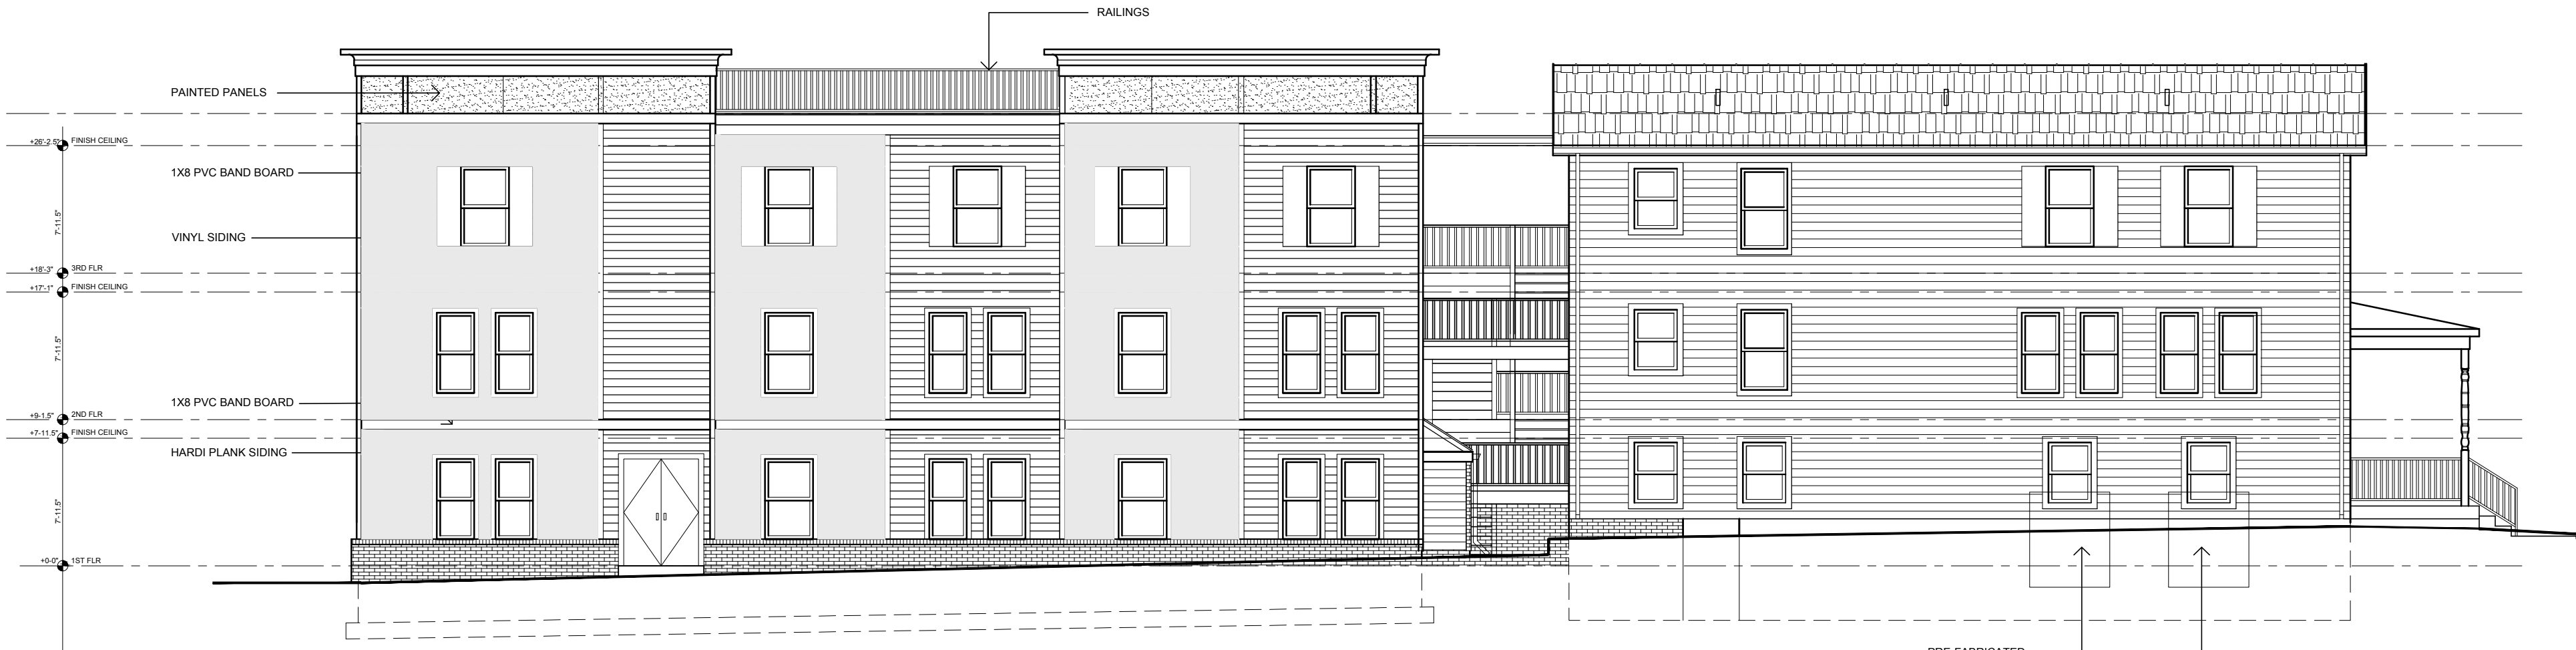 RAILINGS
PAINTED PANELS
+26'-2.5" FINISH CEILING
1X8 PVC BAND BOARD
7'-11.5"
VINYL SIDING
+18'-3" 3RD FLR
+17'-1" FINISH CEILING
7'-11.5"
1X8 PVC BAND BOARD
+9-1.5" 2ND FLR
+7-11.5" FINISH CEILING
HARDI PLANK SIDING
7'-11.5"
+0-0" 1ST FLR
PRE-FABRICATED